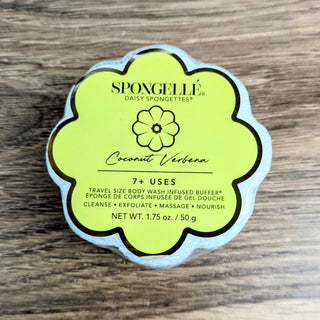 SPONGELLÉ®
DAISY SPONGETTES®
Coconut Verbena
7+ USES
TRAVEL SIZE BODY WASH INFUSED BUFFER®
ÉPONGE DE CORPS INFUSÉE DE GEL DOUCHE
CLEANSE • EXFOLIATE • MASSAGE • NOURISH
NET WT. 1.75 oz. / 50 g